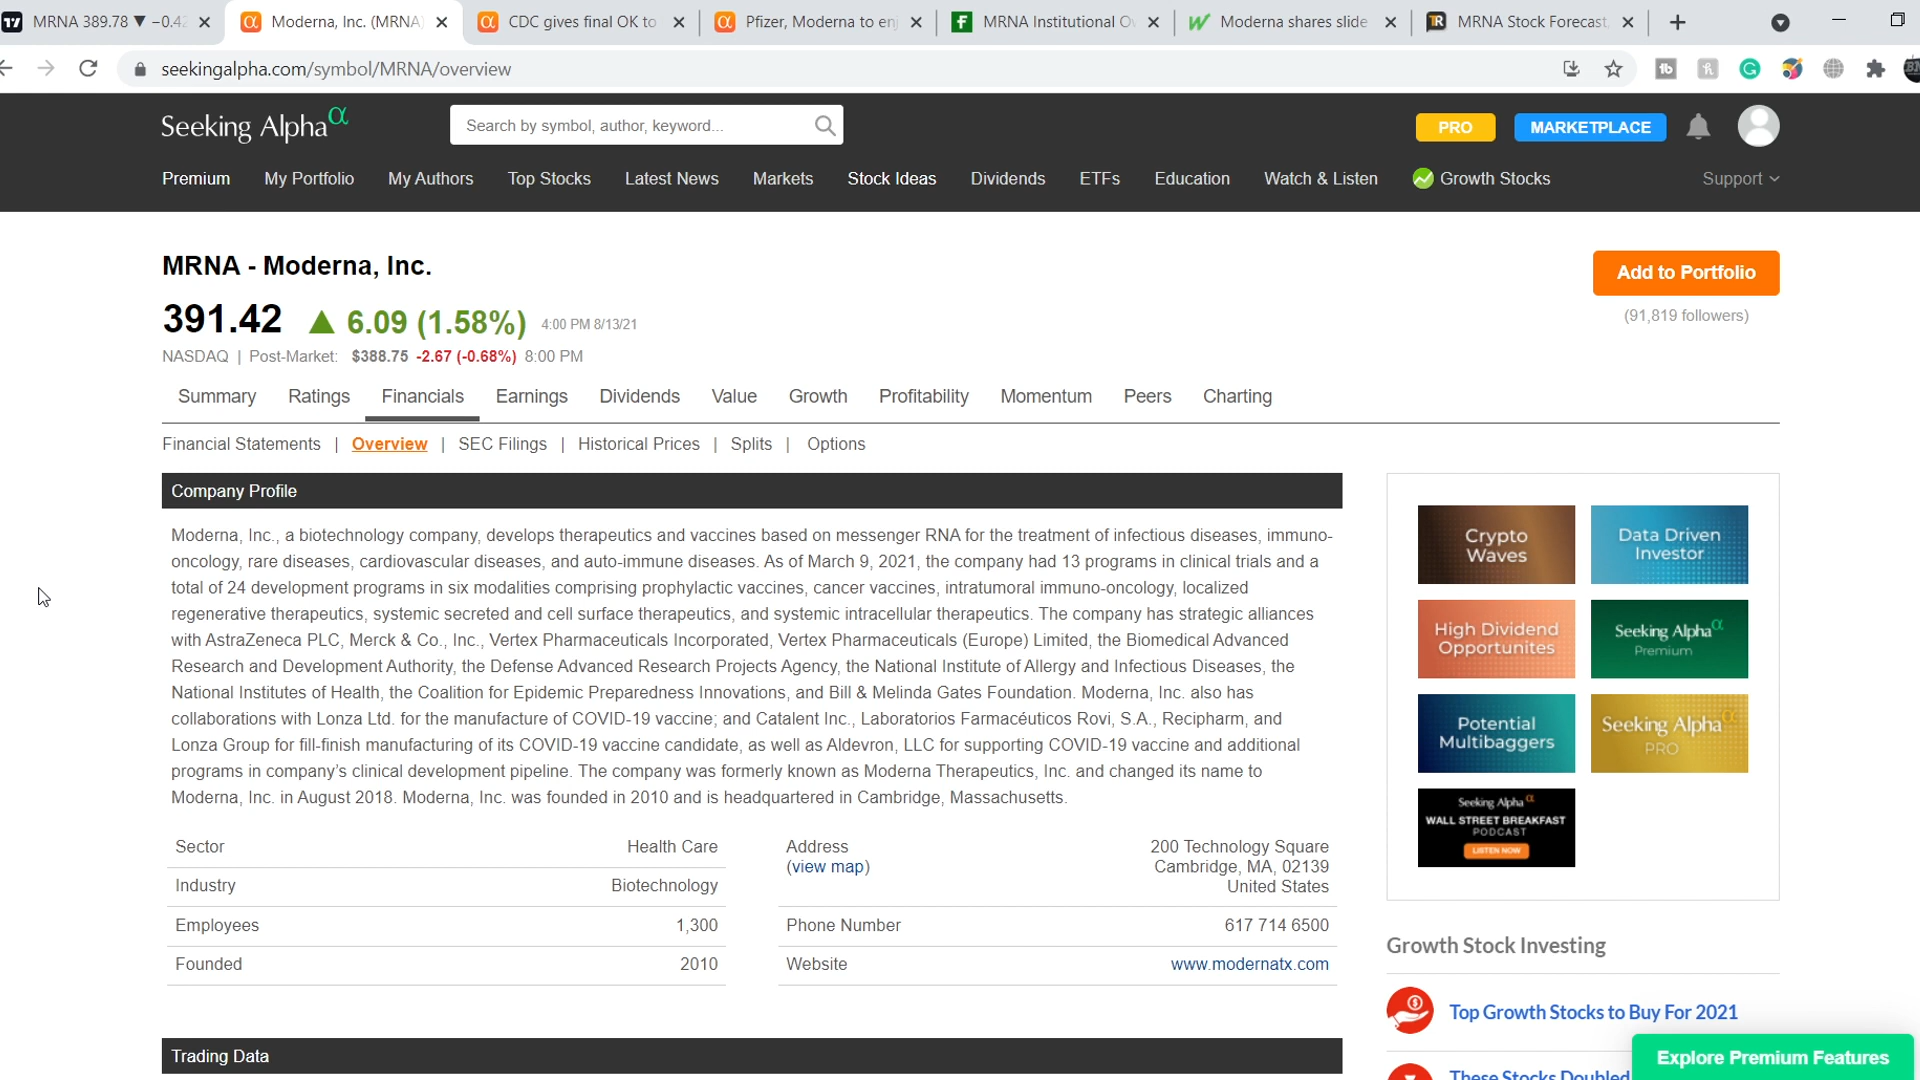 MRNA 389.78 ▼ −0.42
Moderna, Inc. (MRNA)
CDC gives final OK to
Pfizer, Moderna to enj
MRNA Institutional O
Moderna shares slide
MRNA Stock Forecast,
seekingalpha.com/symbol/MRNA/overview
Seeking Alpha α
Search by symbol, author, keyword...
PRO
MARKETPLACE
Premium My Portfolio My Authors Top Stocks Latest News Markets Stock Ideas Dividends ETFs Education Watch & Listen Growth Stocks Support
MRNA - Moderna, Inc.
Add to Portfolio
391.42 ▲ 6.09 (1.58%) 4:00 PM 8/13/21
(91,819 followers)
NASDAQ | Post-Market: $388.75 -2.67 (-0.68%) 8:00 PM
Summary Ratings Financials Earnings Dividends Value Growth Profitability Momentum Peers Charting
Financial Statements | Overview | SEC Filings | Historical Prices | Splits | Options
Company Profile
Moderna, Inc., a biotechnology company, develops therapeutics and vaccines based on messenger RNA for the treatment of infectious diseases, immuno-
oncology, rare diseases, cardiovascular diseases, and auto-immune diseases. As of March 9, 2021, the company had 13 programs in clinical trials and a
total of 24 development programs in six modalities comprising prophylactic vaccines, cancer vaccines, intratumoral immuno-oncology, localized
regenerative therapeutics, systemic secreted and cell surface therapeutics, and systemic intracellular therapeutics. The company has strategic alliances
with AstraZeneca PLC, Merck & Co., Inc., Vertex Pharmaceuticals Incorporated, Vertex Pharmaceuticals (Europe) Limited, the Biomedical Advanced
Research and Development Authority, the Defense Advanced Research Projects Agency, the National Institute of Allergy and Infectious Diseases, the
National Institutes of Health, the Coalition for Epidemic Preparedness Innovations, and Bill & Melinda Gates Foundation. Moderna, Inc. also has
collaborations with Lonza Ltd. for the manufacture of COVID-19 vaccine; and Catalent Inc., Laboratorios Farmacéuticos Rovi, S.A., Recipharm, and
Lonza Group for fill-finish manufacturing of its COVID-19 vaccine candidate, as well as Aldevron, LLC for supporting COVID-19 vaccine and additional
programs in company's clinical development pipeline. The company was formerly known as Moderna Therapeutics, Inc. and changed its name to
Moderna, Inc. in August 2018. Moderna, Inc. was founded in 2010 and is headquartered in Cambridge, Massachusetts.
Sector Health Care
Industry Biotechnology
Employees 1,300
Founded 2010
Address 200 Technology Square
(view map) Cambridge, MA, 02139
United States
Phone Number 617 714 6500
Website www.modernatx.com
Trading Data
Crypto
Waves
Data Driven
Investor
High Dividend
Opportunites
Seeking Alpha α
Premium
Potential
Multibaggers
Seeking Alpha α
PRO
Seeking Alpha α
WALL STREET BREAKFAST
PODCAST
LISTEN NOW
Growth Stock Investing
Top Growth Stocks to Buy For 2021
These Stocks Doubled
Explore Premium Features